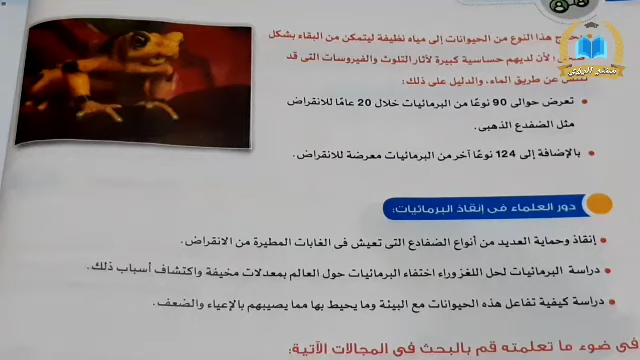 هذا النوع من الحيوانات إلى مياه نظيفة ليتمكن من البقاء بشكل
لأن لديهم حساسية كبيرة لآثار التلوث والفيروسات التى قد
عن طريق الماء، والدليل على ذلك:
• تعرض حوالى 90 نوعًا من البرمائيات خلال 20 عامًا للانقراض
مثل الضفدع الذهبى.
• بالإضافة إلى 124 نوعًا آخر من البرمائيات معرضة للانقراض.
دور العلماء فى إنقاذ البرمائيات:
• إنقاذ وحماية العديد من أنواع الضفادع التى تعيش فى الغابات المطيرة من الانقراض.
• دراسة البرمائيات لحل اللغز وراء اختفاء البرمائيات حول العالم بمعدلات مخيفة واكتشاف أسباب ذلك.
• دراسة كيفية تفاعل هذه الحيوانات مع البيئة وما يحيط بها مما يصيبهم بالإعياء والضعف.
فى ضوء ما تعلمته قم بالبحث فى المجالات الآتية: